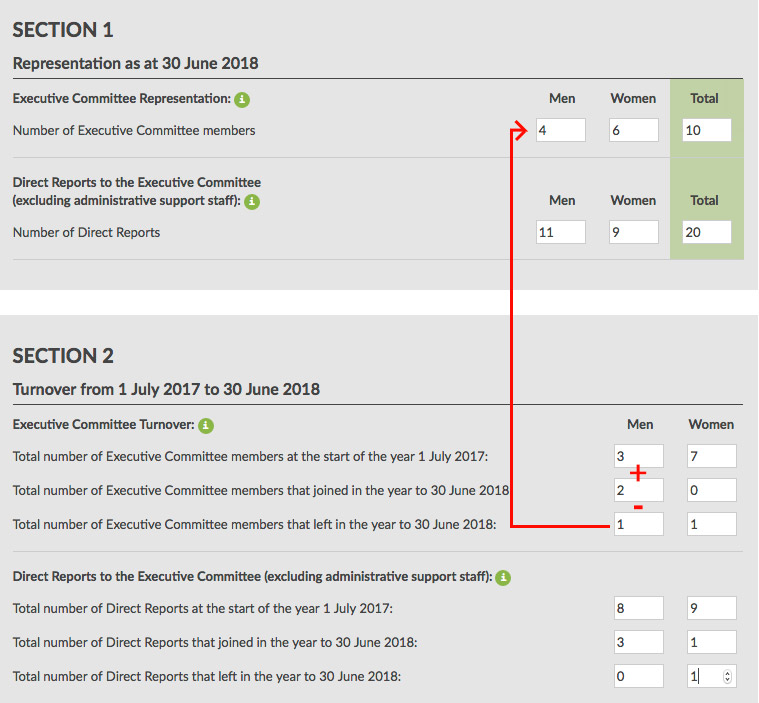 SECTION 1
Representation as at 30 June 2018
Executive Committee Representation: i Men Women Total
Number of Executive Committee members 4 6 10
Direct Reports to the Executive Committee
(excluding administrative support staff): i Men Women Total
Number of Direct Reports 11 9 20
SECTION 2
Turnover from 1 July 2017 to 30 June 2018
Executive Committee Turnover: i Men Women
Total number of Executive Committee members at the start of the year 1 July 2017: 3 7
+
Total number of Executive Committee members that joined in the year to 30 June 2018 2 0
-
Total number of Executive Committee members that left in the year to 30 June 2018: 1 1
Direct Reports to the Executive Committee (excluding administrative support staff): i
Total number of Direct Reports at the start of the year 1 July 2017: 8 9
Total number of Direct Reports that joined in the year to 30 June 2018: 3 1
Total number of Direct Reports that left in the year to 30 June 2018: 0 1